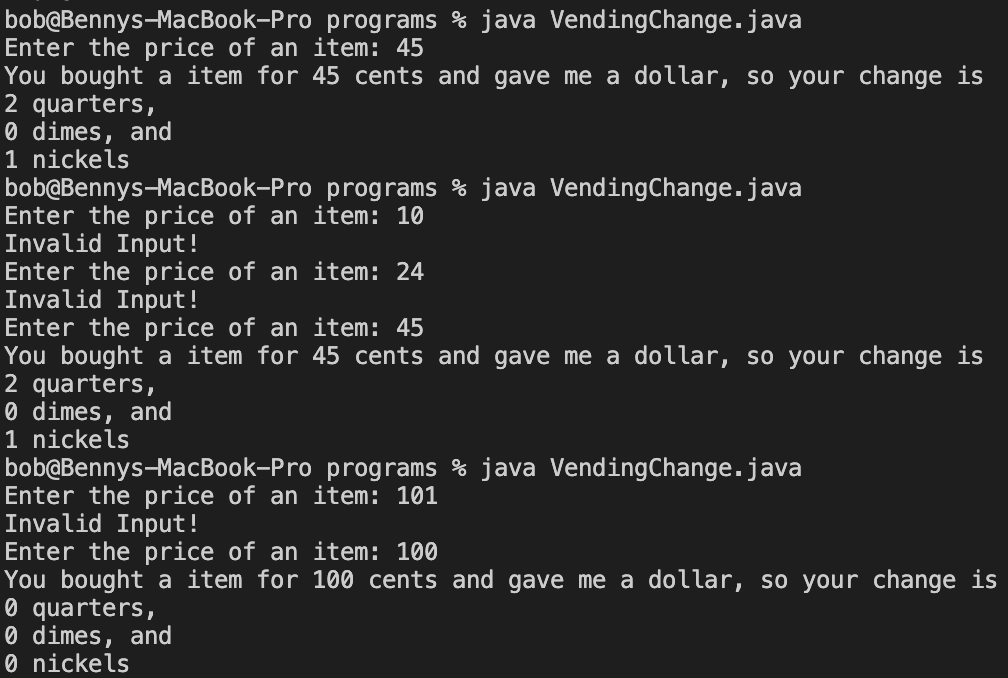 bob@Bennys-MacBook-Pro programs % java VendingChange.java
Enter the price of an item: 45
You bought a item for 45 cents and gave me a dollar, so your change is
2 quarters,
0 dimes, and
1 nickels
bob@Bennys-MacBook-Pro programs % java VendingChange.java
Enter the price of an item: 10
Invalid Input!
Enter the price of an item: 24
Invalid Input!
Enter the price of an item: 45
You bought a item for 45 cents and gave me a dollar, so your change is
2 quarters,
0 dimes, and
1 nickels
bob@Bennys-MacBook-Pro programs % java VendingChange.java
Enter the price of an item: 101
Invalid Input!
Enter the price of an item: 100
You bought a item for 100 cents and gave me a dollar, so your change is
0 quarters,
0 dimes, and
0 nickels